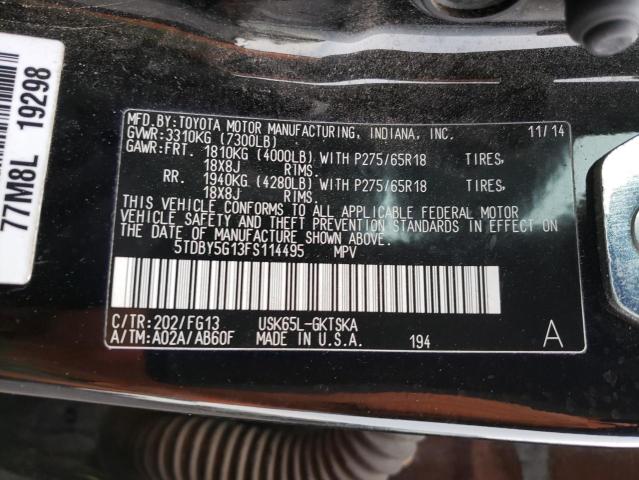 77M8L 19298
MFD.BY:TOYOTA MOTOR MANUFACTURING, INDIANA, INC. 11/14
GVWR:3310KG (7300LB)
GAWR:FRT. 1810KG (4000LB) WITH P275/65R18 TIRES,
18X8J RIMS.
RR. 1940KG (4280LB) WITH P275/65R18 TIRES,
18X8J RIMS.
THIS VEHICLE CONFORMS TO ALL APPLICABLE FEDERAL MOTOR
VEHICLE SAFETY AND THEFT PREVENTION STANDARDS IN EFFECT ON
THE DATE OF MANUFACTURE SHOWN ABOVE.
5TDBY5G13FS114495 MPV
C/TR:202/FG13 USK65L-GKTSKA
A/TM:A02A/AB60F MADE IN U.S.A. 194 A